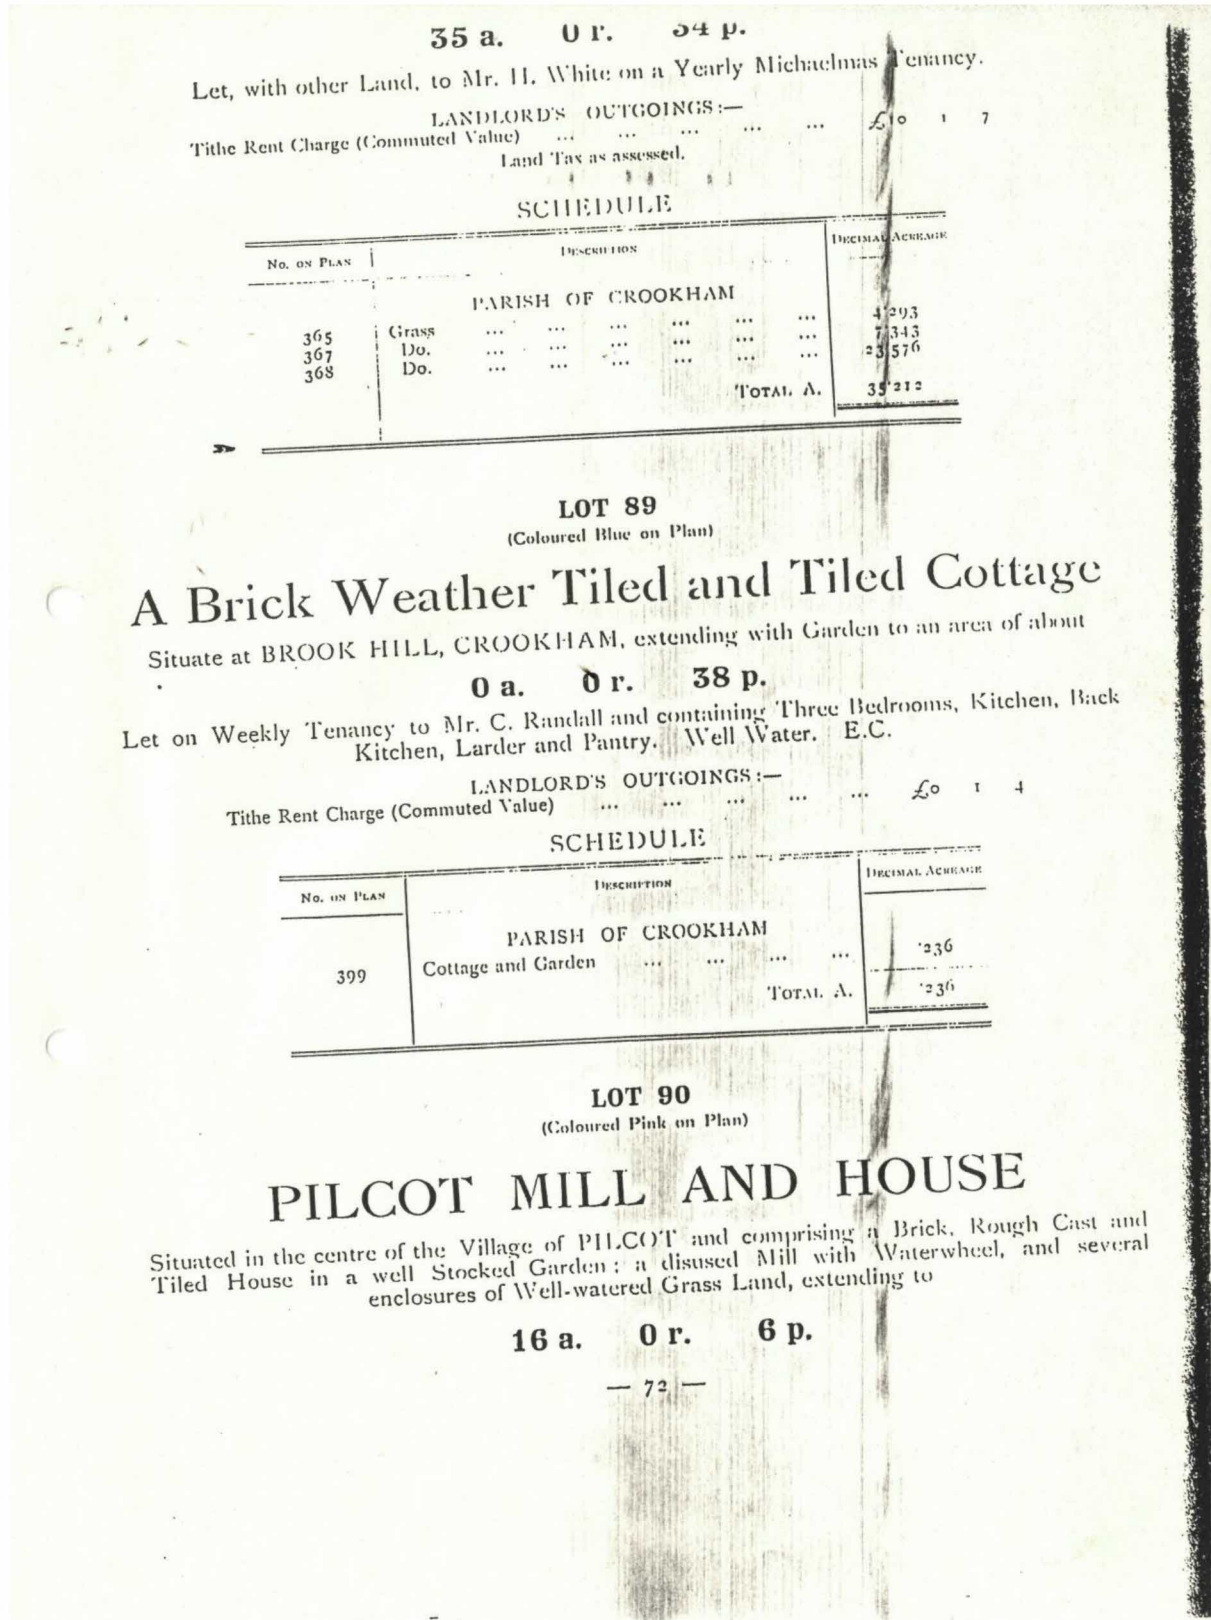 35 a. 0 r. 34 p.
Let, with other Land, to Mr. H. White on a Yearly Michaelmas Tenancy.
LANDLORD'S OUTGOINGS:—
Tithe Rent Charge (Commuted Value) ... ... ... ... ... £0 1 7
Land Tax as assessed.
SCHEDULE
No. on Plan Description Decimal Acreage
PARISH OF CROOKHAM
365 Grass ... ... ... ... ... ... 4·293
367 Do. ... ... ... ... ... ... 7·343
368 Do. ... ... ... ... ... ... 23·576
Total A. 35·212
LOT 89
(Coloured Blue on Plan)
A Brick Weather Tiled and Tiled Cottage
Situate at BROOK HILL, CROOKHAM, extending with Garden to an area of about
0 a. 0 r. 38 p.
Let on Weekly Tenancy to Mr. C. Randall and containing Three Bedrooms, Kitchen, Back
Kitchen, Larder and Pantry. Well Water. E.C.
LANDLORD'S OUTGOINGS:—
Tithe Rent Charge (Commuted Value) ... ... ... ... ... £0 1 4
SCHEDULE
No. on Plan Description Decimal Acreage
PARISH OF CROOKHAM
399 Cottage and Garden ... ... ... ... ·236
Total A. ·236
LOT 90
(Coloured Pink on Plan)
PILCOT MILL AND HOUSE
Situated in the centre of the Village of PILCOT and comprising a Brick, Rough Cast and
Tiled House in a well Stocked Garden; a disused Mill with Waterwheel, and several
enclosures of Well-watered Grass Land, extending to
16 a. 0 r. 6 p.
— 72 —